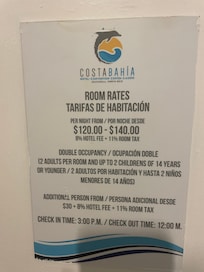 COSTABAHÍA
ROOM RATES
TARIFAS DE HABITACIÓN
PER NIGHT FROM / POR NOCHE DESDE
$120.00 - $140.00
9% HOTEL FEE + 11% ROOM TAX
DOUBLE OCCUPANCY / OCUPACIÓN DOBLE
(2 ADULTS PER ROOM AND UP TO 2 CHILDRENS OF 14 YEARS
OR YOUNGER / 2 ADULTOS POR HABITACIÓN Y HASTA 2 NIÑOS
MENORES DE 14 AÑOS)
ADDITIONAL PERSON FROM / PERSONA ADICIONAL DESDE
$30 + 9% HOTEL FEE + 11% ROOM TAX
CHECK IN TIME: 3:00 P.M. / CHECK OUT TIME: 12:00 M.